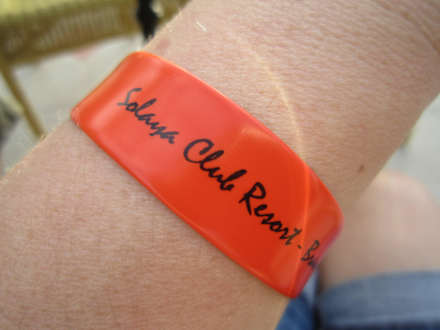 Solaya Club Resort -